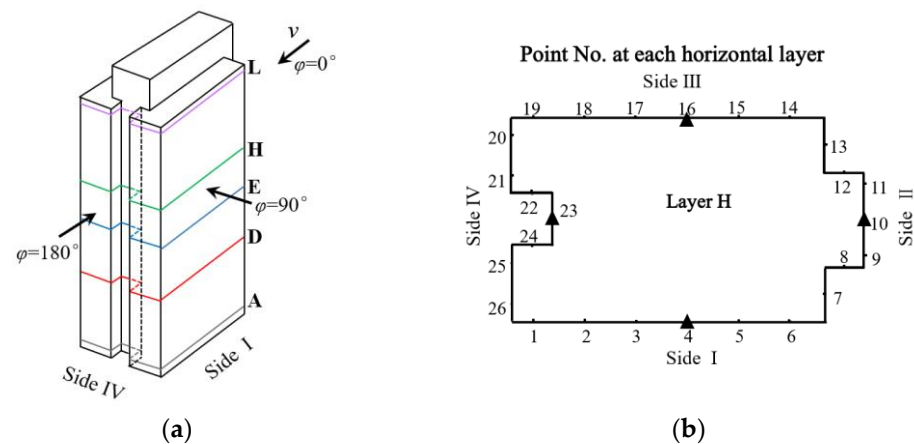 v
φ=0°
L
H
E
φ=90°
D
φ=180°
A
Side IV
Side I
(a)
Point No. at each horizontal layer
Side III
19 18 17 16 15 14
20
13
21
12 11
22 23
Layer H
10
Side IV
Side II
24
25
8 9
7
26
1 2 3 4 5 6
Side I
(b)